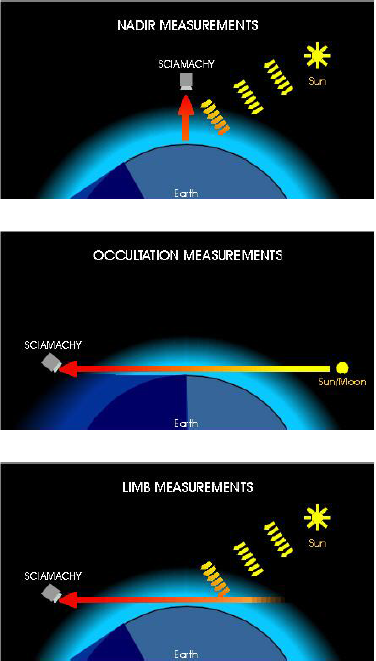 NADIR MEASUREMENTS
SCIAMACHY
Sun
Earth
OCCULTATION MEASUREMENTS
SCIAMACHY
Sun/Moon
Earth
LIMB MEASUREMENTS
Sun
SCIAMACHY
Earth